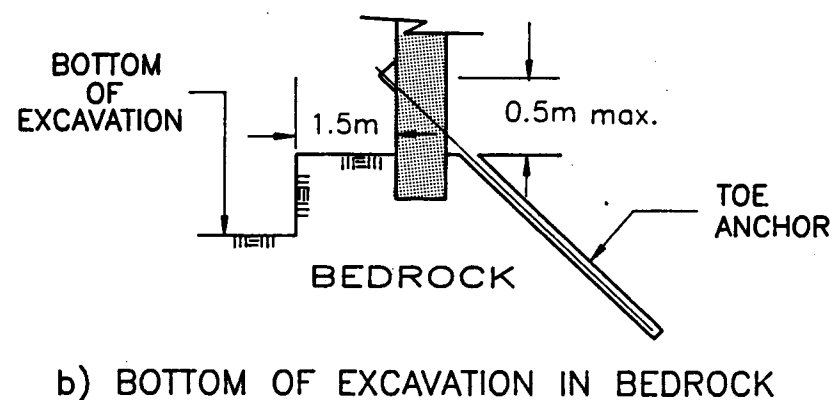 BOTTOM
OF
EXCAVATION
1.5m
0.5m max.
TOE
ANCHOR
BEDROCK
b) BOTTOM OF EXCAVATION IN BEDROCK